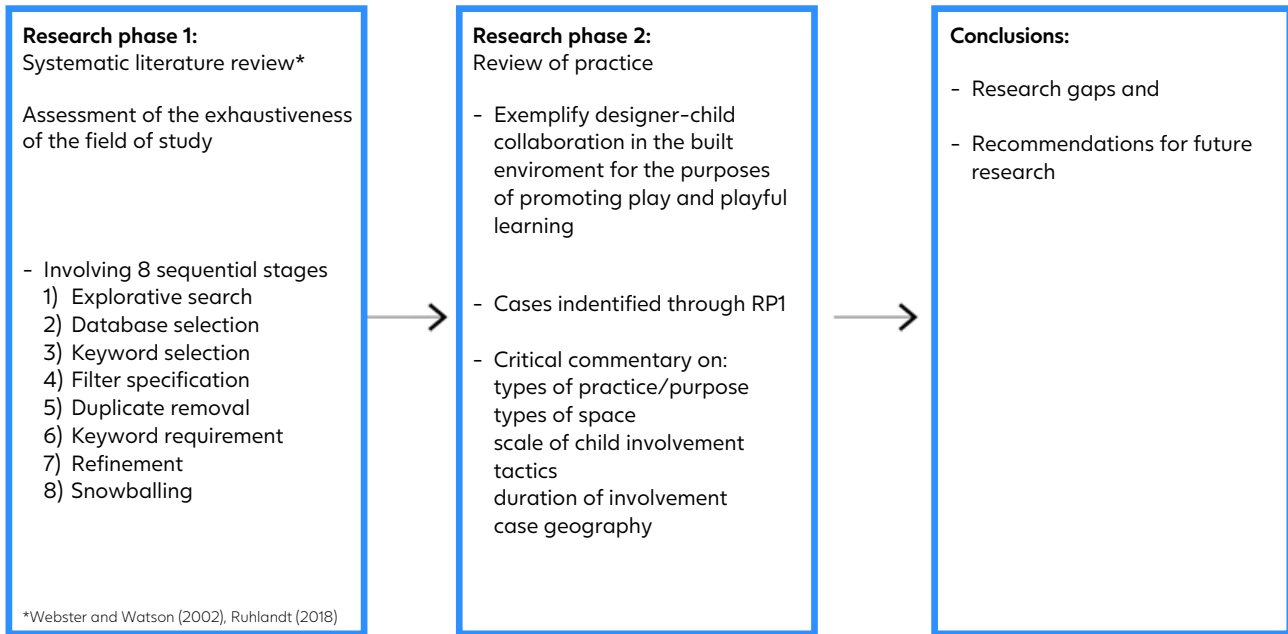 Research phase 1:
Systematic literature review*
Assessment of the exhaustiveness
of the field of study
- Involving 8 sequential stages
1) Explorative search
2) Database selection
3) Keyword selection
4) Filter specification
5) Duplicate removal
6) Keyword requirement
7) Refinement
8) Snowballing
*Webster and Watson (2002), Ruhlandt (2018)
Research phase 2:
Review of practice
- Exemplify designer-child
collaboration in the built
enviroment for the purposes
of promoting play and playful
learning
- Cases indentified through RP1
- Critical commentary on:
types of practice/purpose
types of space
scale of child involvement
tactics
duration of involvement
case geography
Conclusions:
- Research gaps and
- Recommendations for future
research